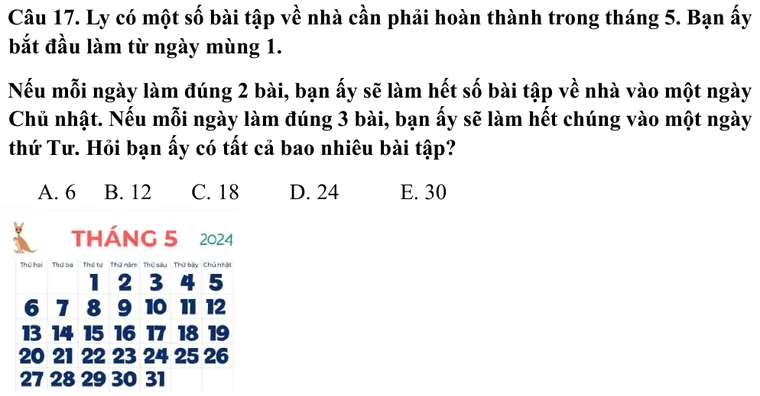 Câu 17. Ly có một số bài tập về nhà cần phải hoàn thành trong tháng 5. Bạn ấy
bắt đầu làm từ ngày mùng 1.
Nếu mỗi ngày làm đúng 2 bài, bạn ấy sẽ làm hết số bài tập về nhà vào một ngày
Chủ nhật. Nếu mỗi ngày làm đúng 3 bài, bạn ấy sẽ làm hết chúng vào một ngày
thứ Tư. Hỏi bạn ấy có tất cả bao nhiêu bài tập?
A. 6 B. 12 C. 18 D. 24 E. 30
THÁNG 5 2024
Thứ hai Thứ ba Thứ tư Thứ năm Thứ sáu Thứ bảy Chủ nhật
1 2 3 4 5
6 7 8 9 10 11 12
13 14 15 16 17 18 19
20 21 22 23 24 25 26
27 28 29 30 31